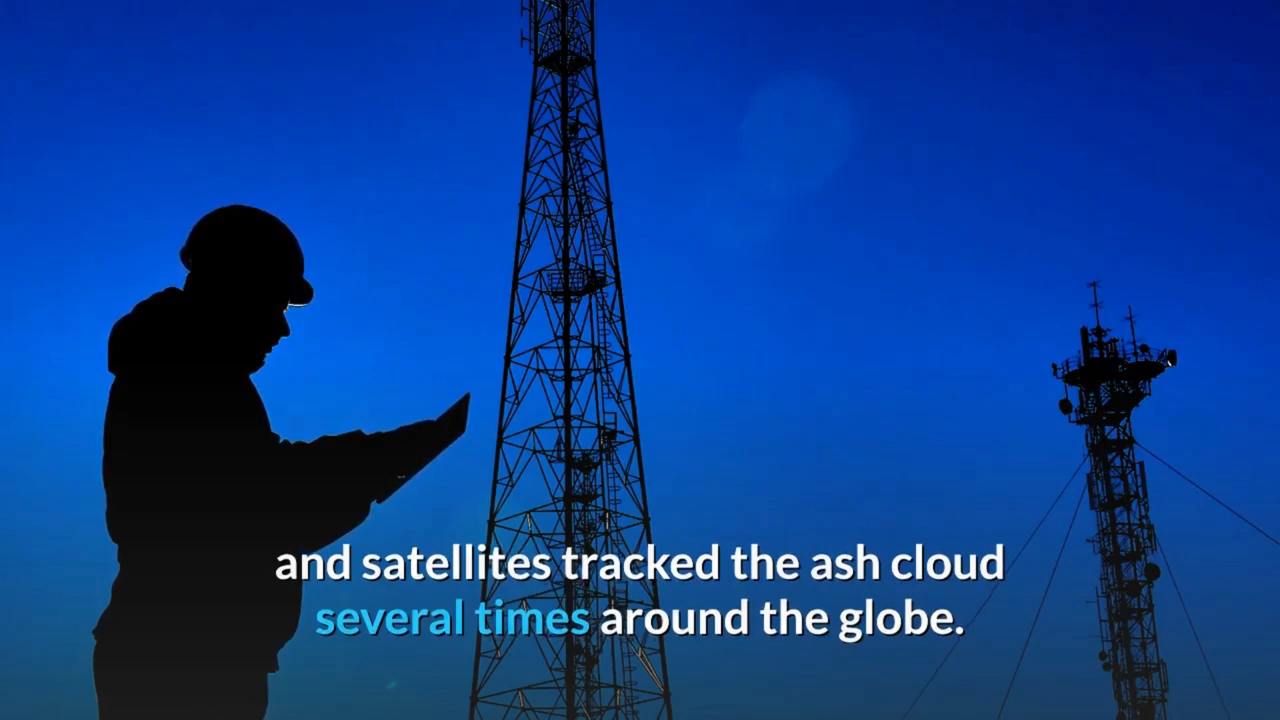 and satellites tracked the ash cloud
several times around the globe.